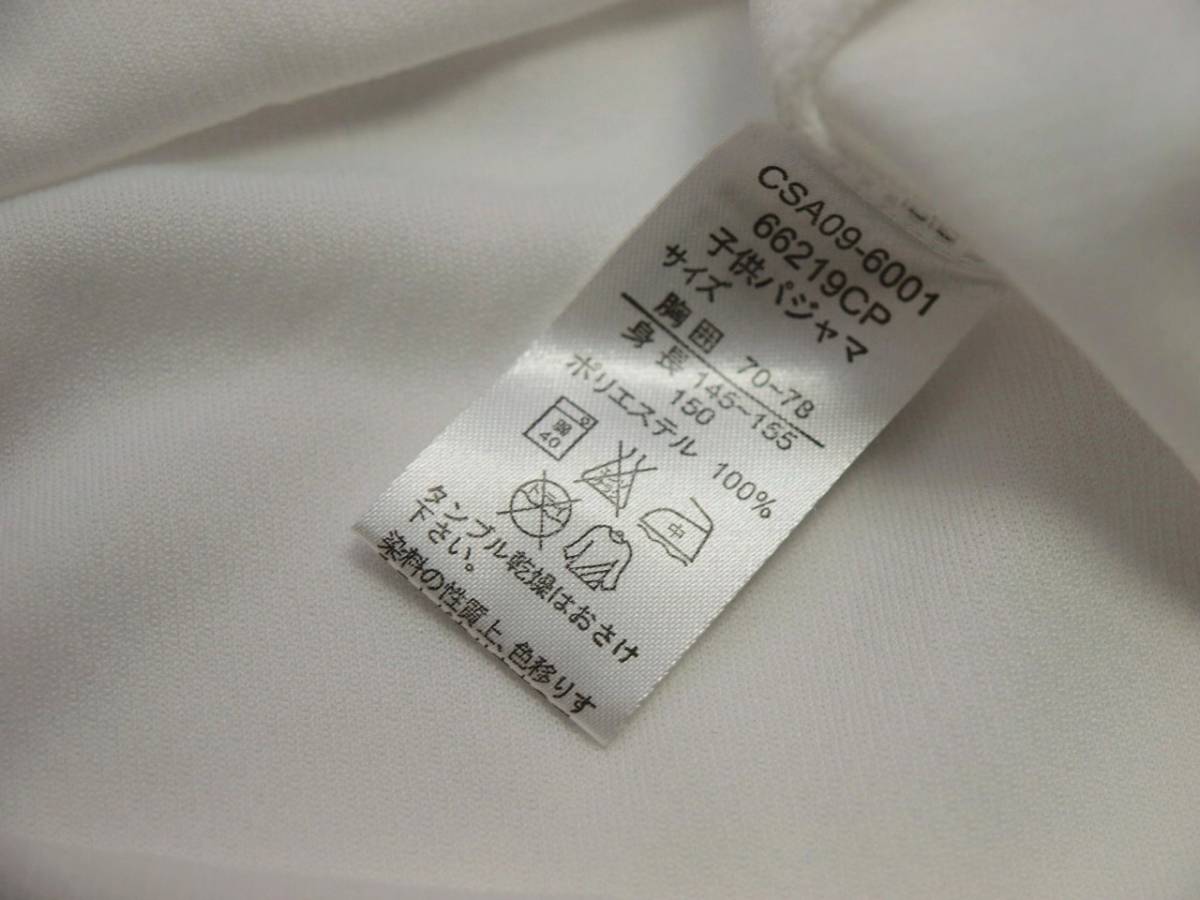 CSA09-6001
66219CP
子供パジャマ
サイズ
胸囲 70~78
身長 145~155
150
ポリエステル 100%
弱
40
中
タンブル乾燥はおさけ
下さい。
染料の性質上、色移りす